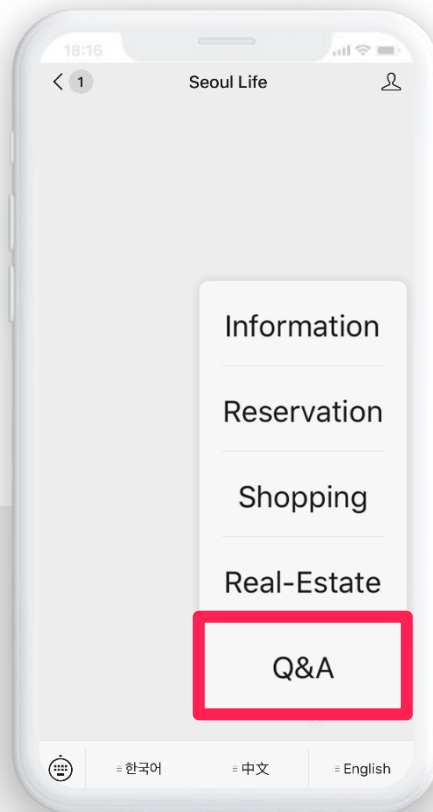 18:16
1
Seoul Life
Information
Reservation
Shopping
Real-Estate
Q&A
한국어
中文
English